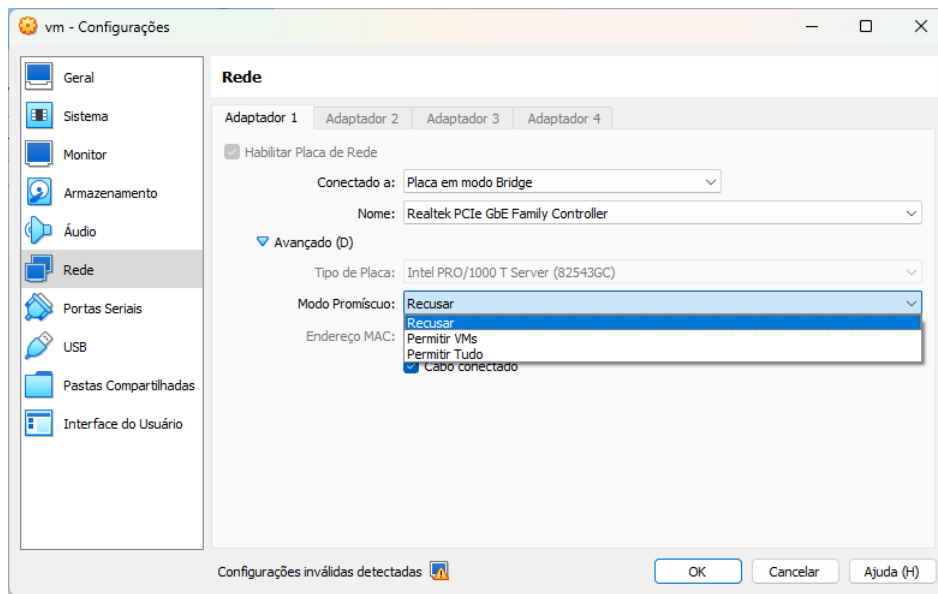 vm - Configurações
Geral
Sistema
Monitor
Armazenamento
Áudio
Rede
Portas Seriais
USB
Pastas Compartilhadas
Interface do Usuário
Rede
Adaptador 1 Adaptador 2 Adaptador 3 Adaptador 4
Habilitar Placa de Rede
Conectado a: Placa em modo Bridge
Nome: Realtek PCIe GbE Family Controller
Avançado (D)
Tipo de Placa: Intel PRO/1000 T Server (82543GC)
Modo Promíscuo: Recusar
Recusar
Endereço MAC: Permitir VMs
Permitir Tudo
Cabo conectado
Configurações inválidas detectadas OK Cancelar Ajuda (H)